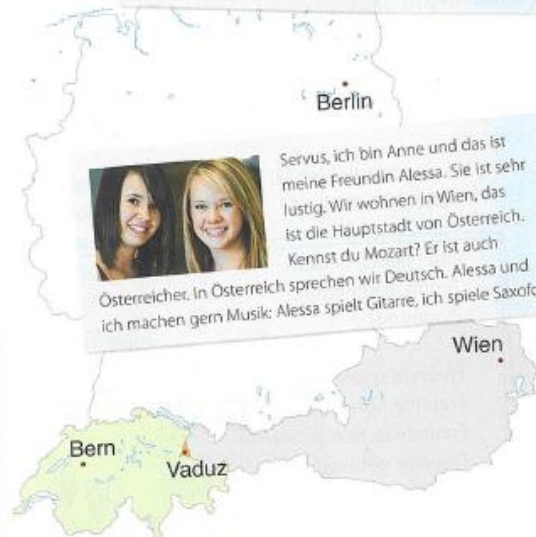 Berlin
Servus, ich bin Anne und das ist
meine Freundin Alessa. Sie ist sehr
lustig. Wir wohnen in Wien, das
ist die Hauptstadt von Österreich.
Kennst du Mozart? Er ist auch
Österreicher. In Österreich sprechen wir Deutsch. Alessa und
ich machen gern Musik: Alessa spielt Gitarre, ich spiele
Wien
Bern
Vaduz